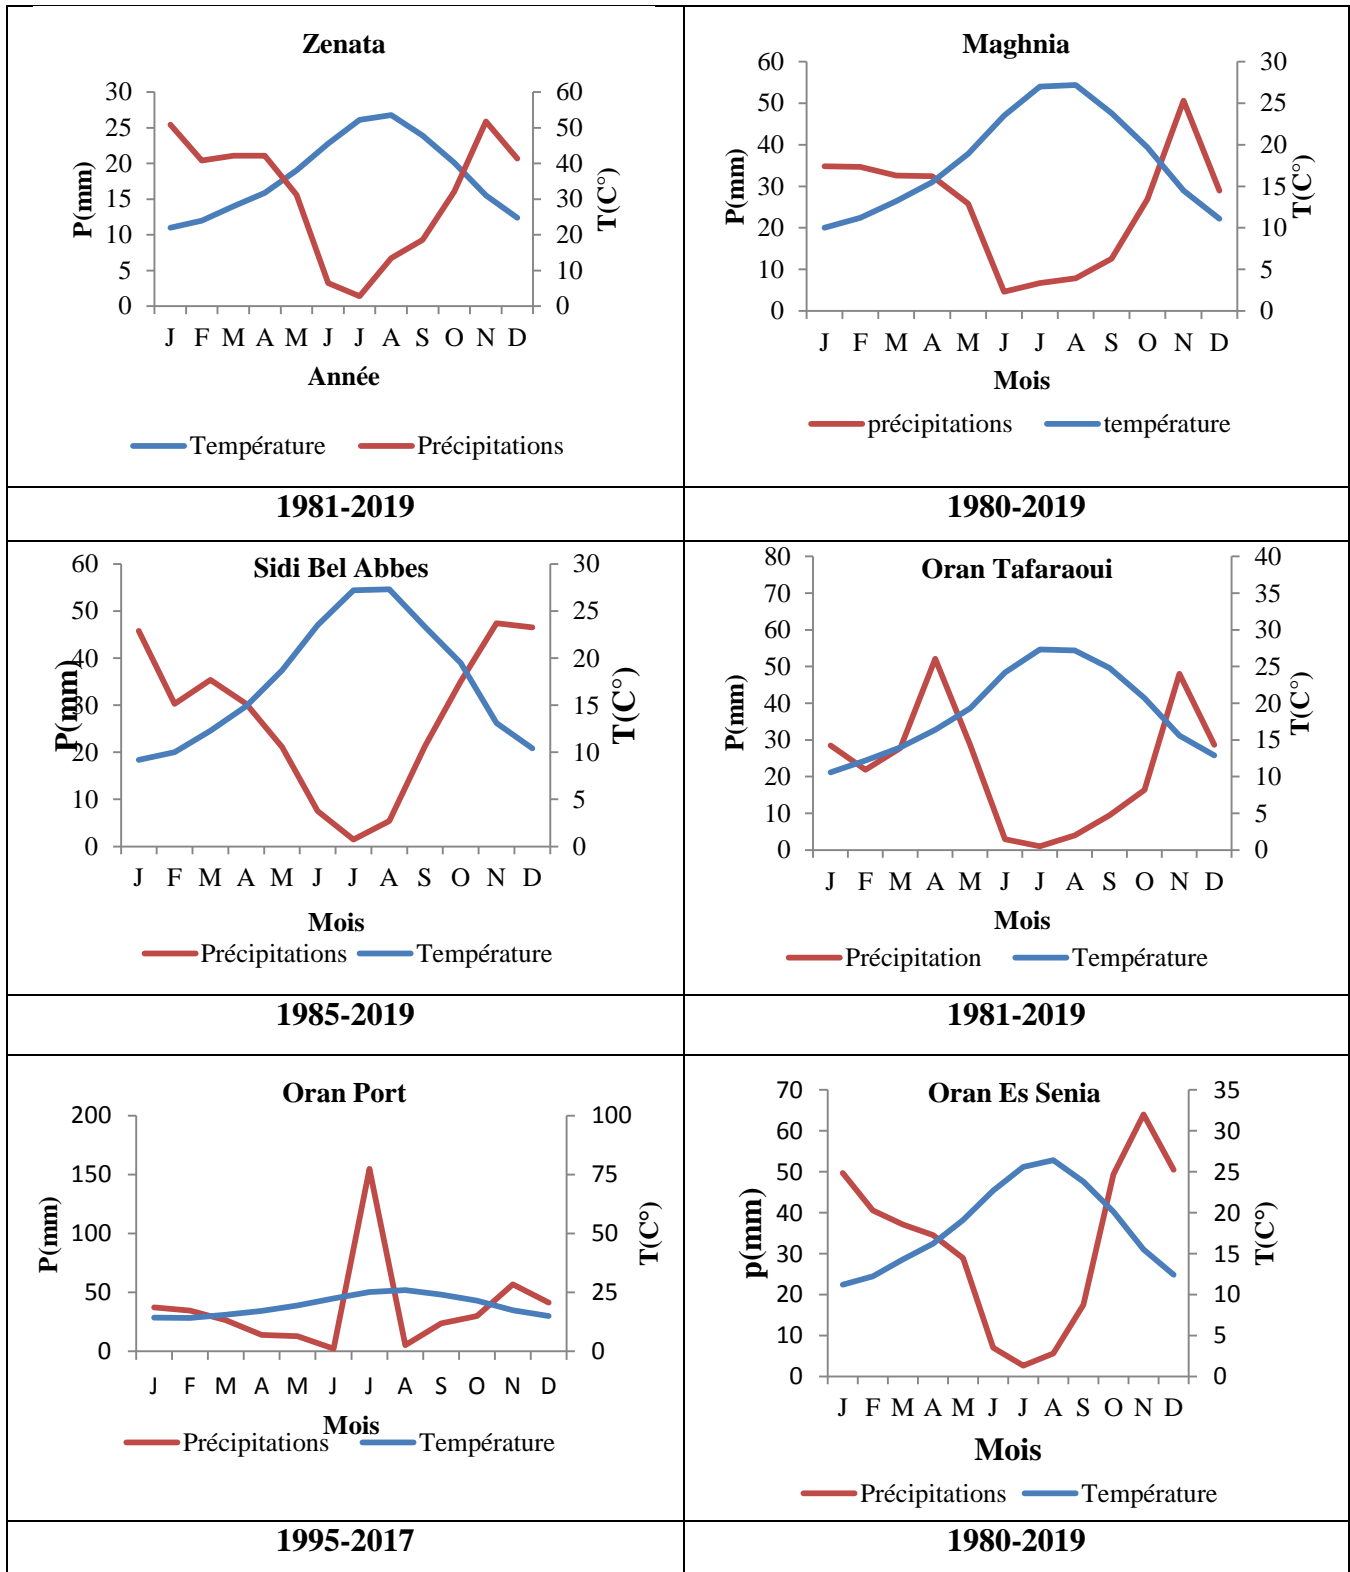 Zenata
30
25
20
15
10
5
0
P(mm)
60
50
40
30
20
10
0
T(C°)
J F M A M J J A S O N D
Année
Température Précipitations
Maghnia
60
50
40
30
20
10
0
P(mm)
30
25
20
15
10
5
0
T(C°)
J F M A M J J A S O N D
Mois
précipitations température
1981-2019
1980-2019
Sidi Bel Abbes
60
50
40
30
20
10
0
P(mm)
30
25
20
15
10
5
0
T(C°)
J F M A M J J A S O N D
Mois
Précipitations Température
Oran Tafaraoui
80
70
60
50
40
30
20
10
0
P(mm)
40
35
30
25
20
15
10
5
0
T(C°)
J F M A M J J A S O N D
Mois
Précipitation Température
1985-2019
1981-2019
Oran Port
200
150
100
50
0
P(mm)
100
75
50
25
0
T(C°)
J F M A M J J A S O N D
Mois
Précipitations Température
Oran Es Senia
70
60
50
40
30
20
10
0
p(mm)
35
30
25
20
15
10
5
0
T(C°)
J F M A M J J A S O N D
Mois
Précipitations Température
1995-2017
1980-2019